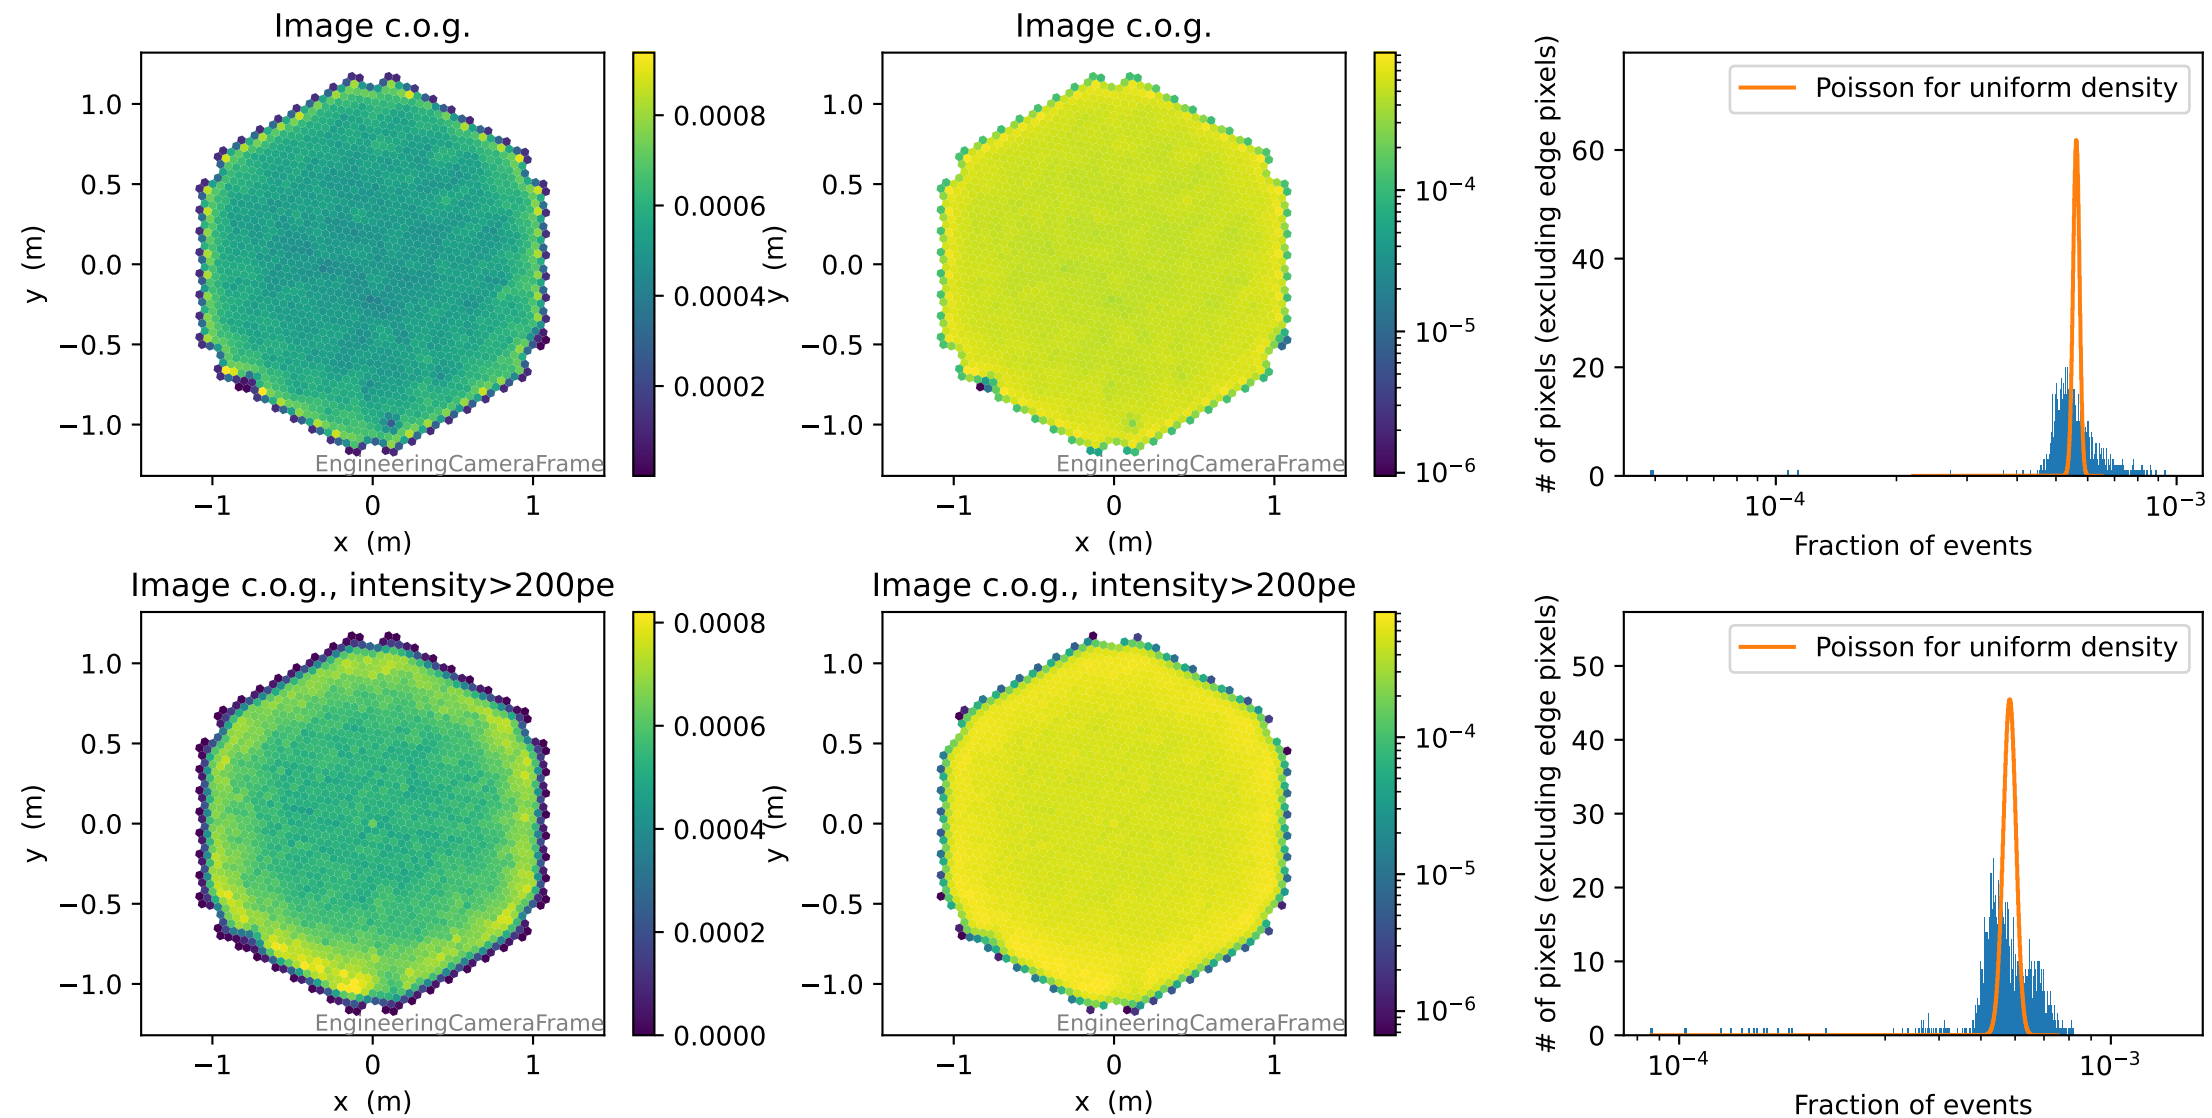 Image c.o.g.
1.0
0.5
0.0
−0.5
−1.0
y (m)
−1
0
1
x (m)
EngineeringCameraFrame
0.0008
0.0006
0.0004
0.0002
Image c.o.g.
1.0
0.5
0.0
−0.5
−1.0
y (m)
−1
0
1
x (m)
EngineeringCameraFrame
10⁻⁴
10⁻⁵
10⁻⁶
# of pixels (excluding edge pixels)
60
40
20
0
Poisson for uniform density
10⁻⁴
10⁻³
Fraction of events
Image c.o.g., intensity>200pe
1.0
0.5
0.0
−0.5
−1.0
y (m)
−1
0
1
x (m)
EngineeringCameraFrame
0.0008
0.0006
0.0004
0.0002
0.0000
Image c.o.g., intensity>200pe
1.0
0.5
0.0
−0.5
−1.0
y (m)
−1
0
1
x (m)
EngineeringCameraFrame
10⁻⁴
10⁻⁵
10⁻⁶
# of pixels (excluding edge pixels)
50
40
30
20
10
0
Poisson for uniform density
10⁻⁴
10⁻³
Fraction of events